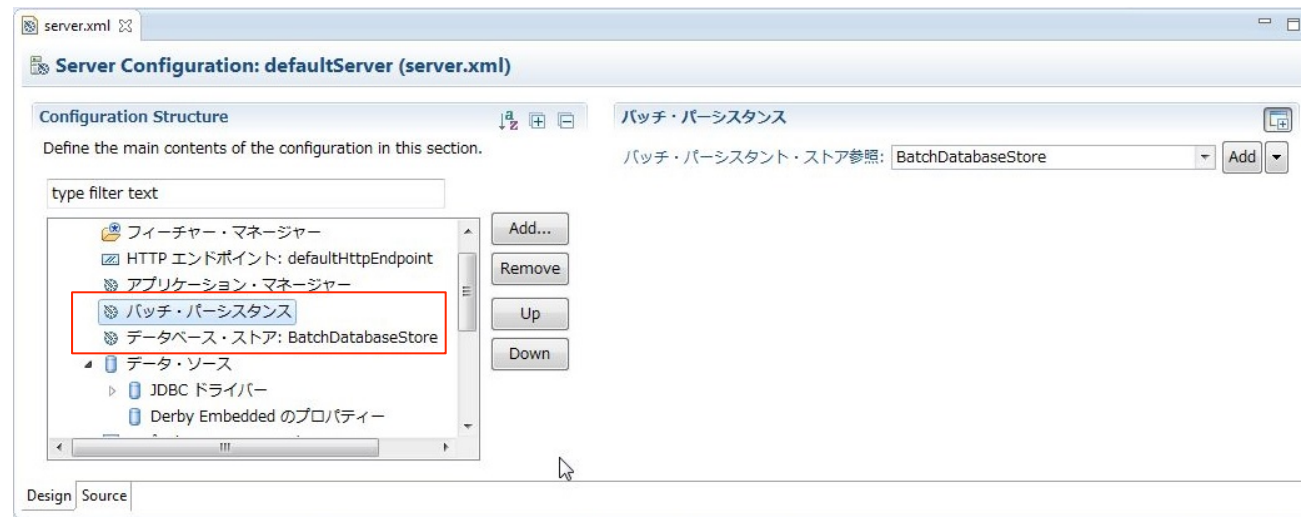 server.xml
Server Configuration: defaultServer (server.xml)
Configuration Structure
Define the main contents of the configuration in this section.
type filter text
フィーチャー・マネージャー
HTTP エンドポイント: defaultHttpEndpoint
アプリケーション・マネージャー
バッチ・パーシスタンス
データベース・ストア: BatchDatabaseStore
データ・ソース
JDBC ドライバー
Derby Embedded のプロパティー
Add...
Remove
Up
Down
バッチ・パーシスタンス
バッチ・パーシスタント・ストア参照: BatchDatabaseStore Add
Design Source